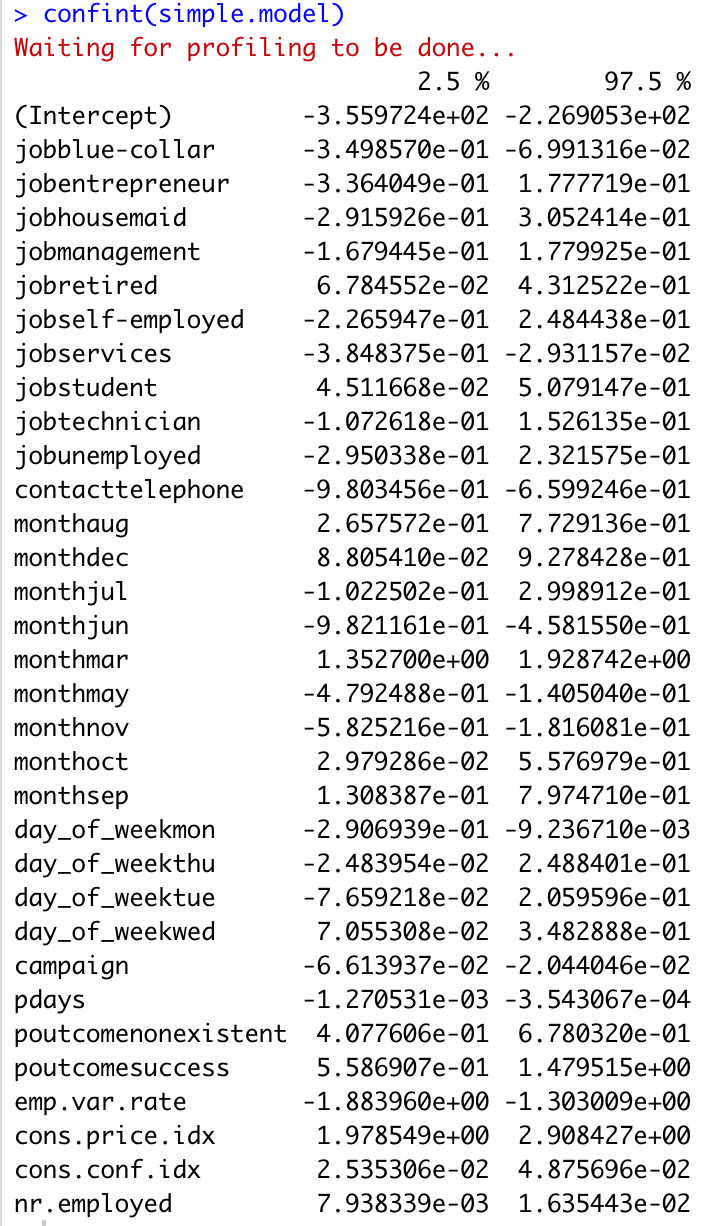 > confint(simple.model)
Waiting for profiling to be done...
2.5 % 97.5 %
(Intercept) -3.559724e+02 -2.269053e+02
jobblue-collar -3.498570e-01 -6.991316e-02
jobentrepreneur -3.364049e-01 1.777719e-01
jobhousemaid -2.915926e-01 3.052414e-01
jobmanagement -1.679445e-01 1.779925e-01
jobretired 6.784552e-02 4.312522e-01
jobself-employed -2.265947e-01 2.484438e-01
jobservices -3.848375e-01 -2.931157e-02
jobstudent 4.511668e-02 5.079147e-01
jobtechnician -1.072618e-01 1.526135e-01
jobunemployed -2.950338e-01 2.321575e-01
contacttelephone -9.803456e-01 -6.599246e-01
monthaug 2.657572e-01 7.729136e-01
monthdec 8.805410e-02 9.278428e-01
monthjul -1.022502e-01 2.998912e-01
monthjun -9.821161e-01 -4.581550e-01
monthmar 1.352700e+00 1.928742e+00
monthmay -4.792488e-01 -1.405040e-01
monthnov -5.825216e-01 -1.816081e-01
monthoct 2.979286e-02 5.576979e-01
monthsep 1.308387e-01 7.974710e-01
day_of_weekmon -2.906939e-01 -9.236710e-03
day_of_weekthu -2.483954e-02 2.488401e-01
day_of_weektue -7.659218e-02 2.059596e-01
day_of_weekwed 7.055308e-02 3.482888e-01
campaign -6.613937e-02 -2.044046e-02
pdays -1.270531e-03 -3.543067e-04
poutcomenonexistent 4.077606e-01 6.780320e-01
poutcomesuccess 5.586907e-01 1.479515e+00
emp.var.rate -1.883960e+00 -1.303009e+00
cons.price.idx 1.978549e+00 2.908427e+00
cons.conf.idx 2.535306e-02 4.875696e-02
nr.employed 7.938339e-03 1.635443e-02